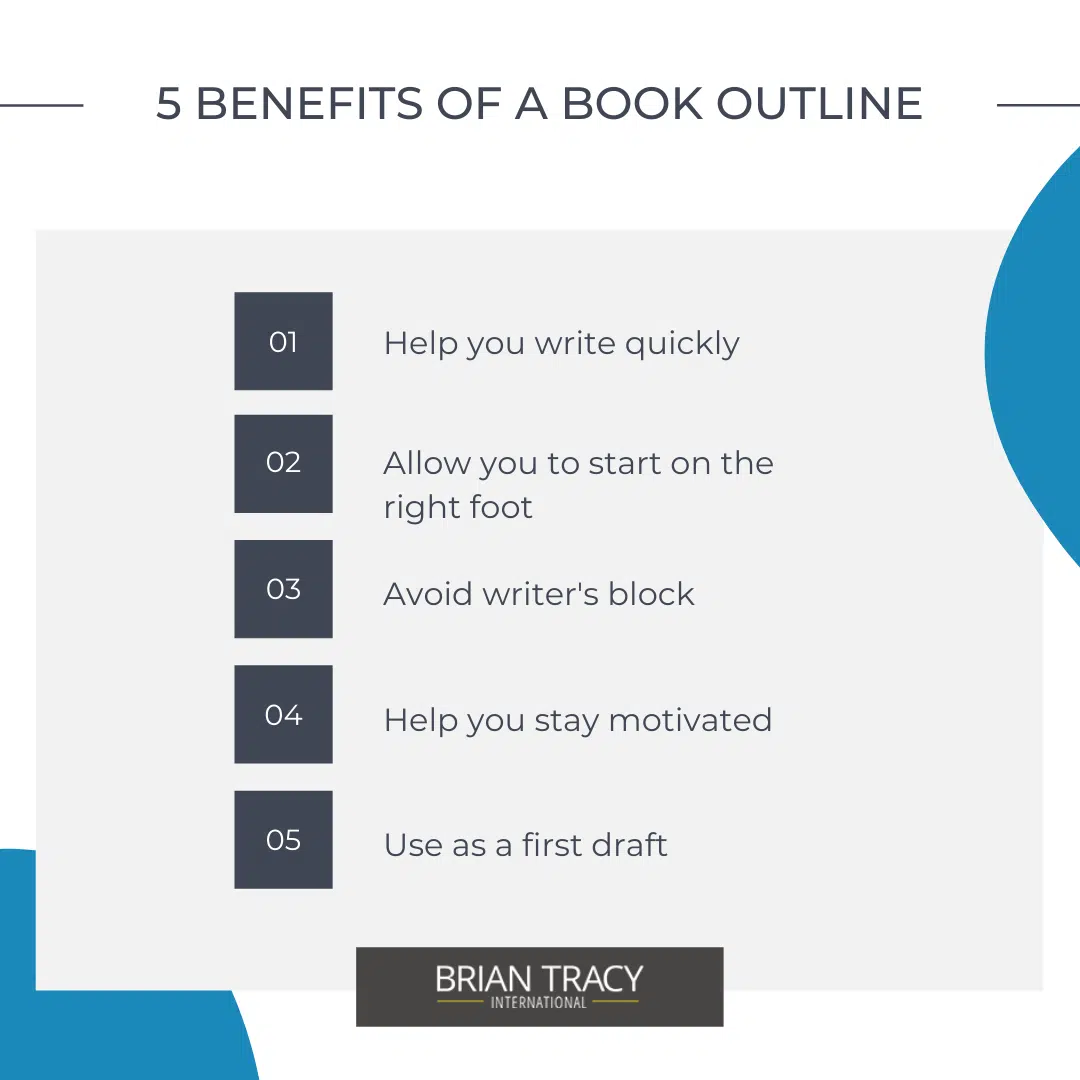 5 BENEFITS OF A BOOK OUTLINE
01
Help you write quickly
02
Allow you to start on the
right foot
03
Avoid writer's block
04
Help you stay motivated
05
Use as a first draft
BRIAN TRACY
INTERNATIONAL